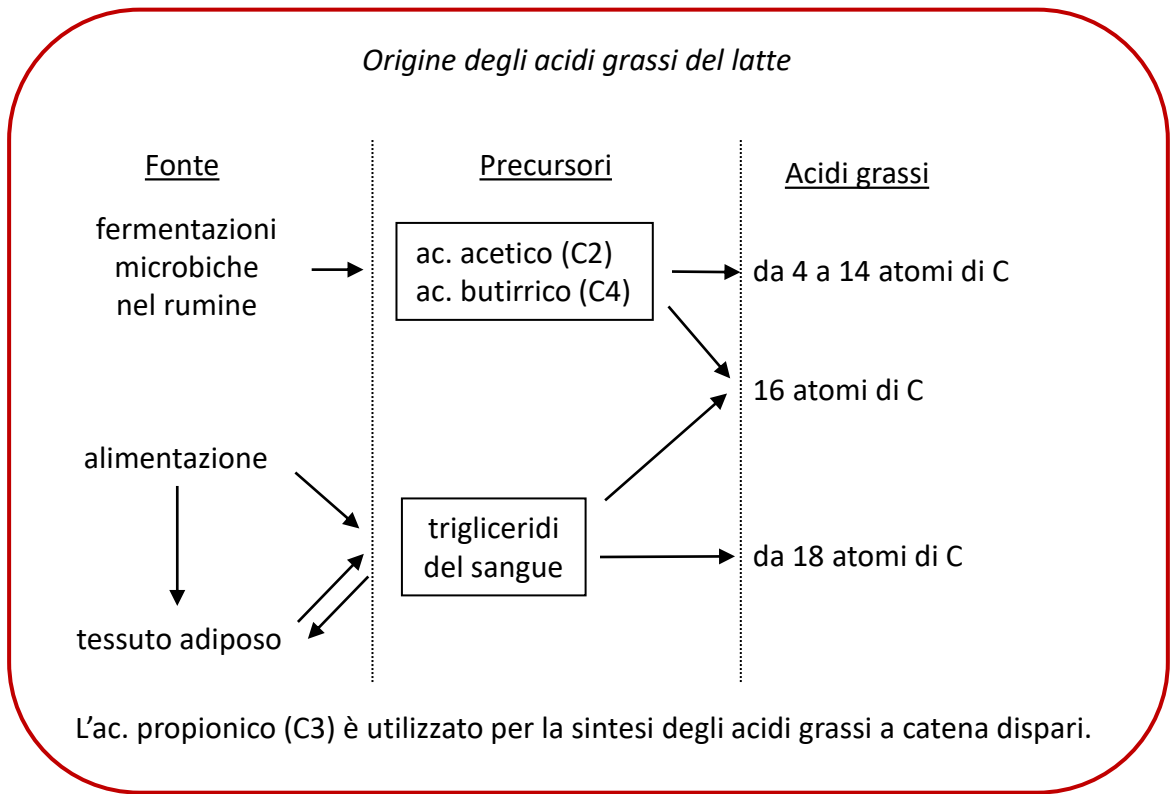 Origine degli acidi grassi del latte
Fonte
Precursori
Acidi grassi
fermentazioni
microbiche
nel rumine
ac. acetico (C2)
ac. butirrico (C4)
da 4 a 14 atomi di C
16 atomi di C
alimentazione
trigliceridi
del sangue
da 18 atomi di C
tessuto adiposo
L’ac. propionico (C3) è utilizzato per la sintesi degli acidi grassi a catena dispari.